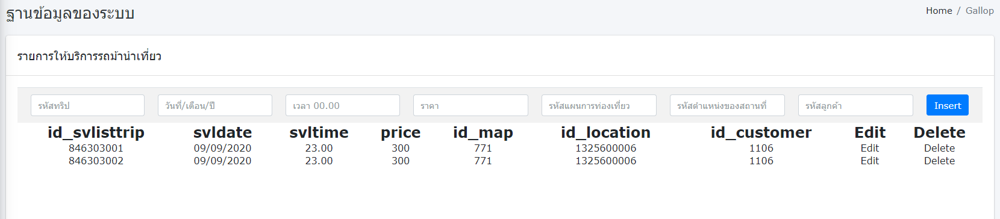 ฐานข้อมูลของระบบ
Home / Gallop
รายการให้บริการรถม้านำเที่ยว
รหัสทริป วันที่/เดือน/ปี เวลา 00.00 ราคา รหัสแผนการท่องเที่ยว รหัสตำแหน่งของสถานที่ รหัสลูกค้า Insert
id_svlisttrip svldate svltime price id_map id_location id_customer Edit Delete
846303001 09/09/2020 23.00 300 771 1325600006 1106 Edit Delete
846303002 09/09/2020 23.00 300 771 1325600006 1106 Edit Delete